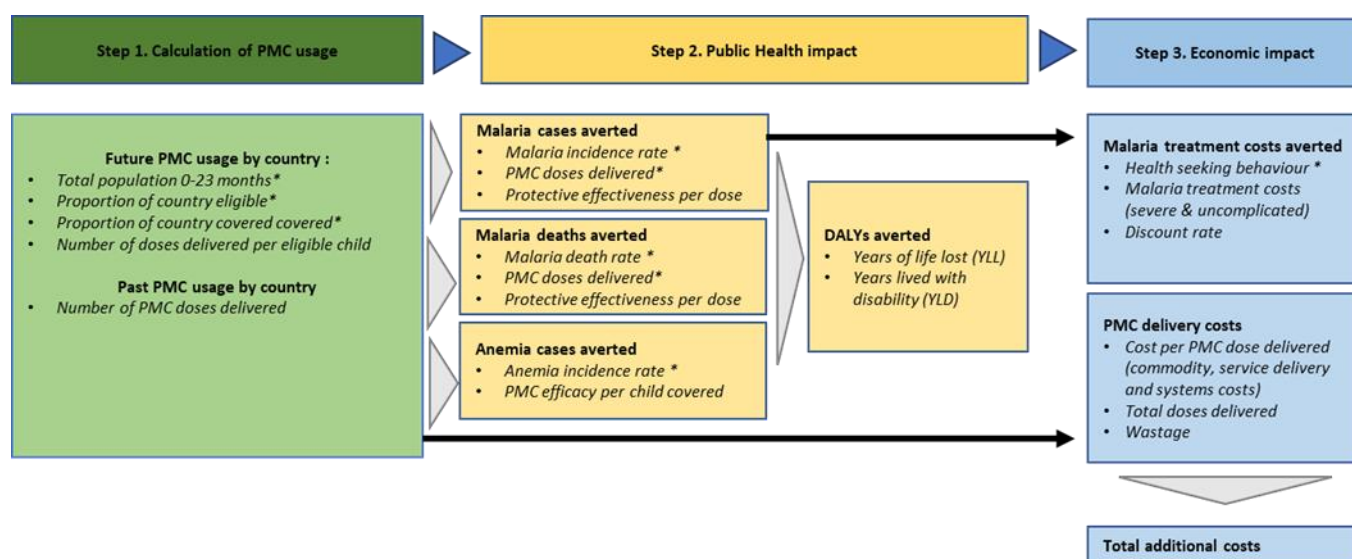 Step 1. Calculation of PMC usage
Step 2. Public Health impact
Step 3. Economic impact
Future PMC usage by country :
• Total population 0-23 months*
• Proportion of country eligible*
• Proportion of country covered covered*
• Number of doses delivered per eligible child
Past PMC usage by country
• Number of PMC doses delivered
Malaria cases averted
• Malaria incidence rate *
• PMC doses delivered*
• Protective effectiveness per dose
Malaria deaths averted
• Malaria death rate *
• PMC doses delivered*
• Protective effectiveness per dose
Anemia cases averted
• Anemia incidence rate *
• PMC efficacy per child covered
DALYs averted
• Years of life lost (YLL)
• Years lived with
disability (YLD)
Malaria treatment costs averted
• Health seeking behaviour *
• Malaria treatment costs
(severe & uncomplicated)
• Discount rate
PMC delivery costs
• Cost per PMC dose delivered
(commodity, service delivery
and systems costs)
• Total doses delivered
• Wastage
Total additional costs